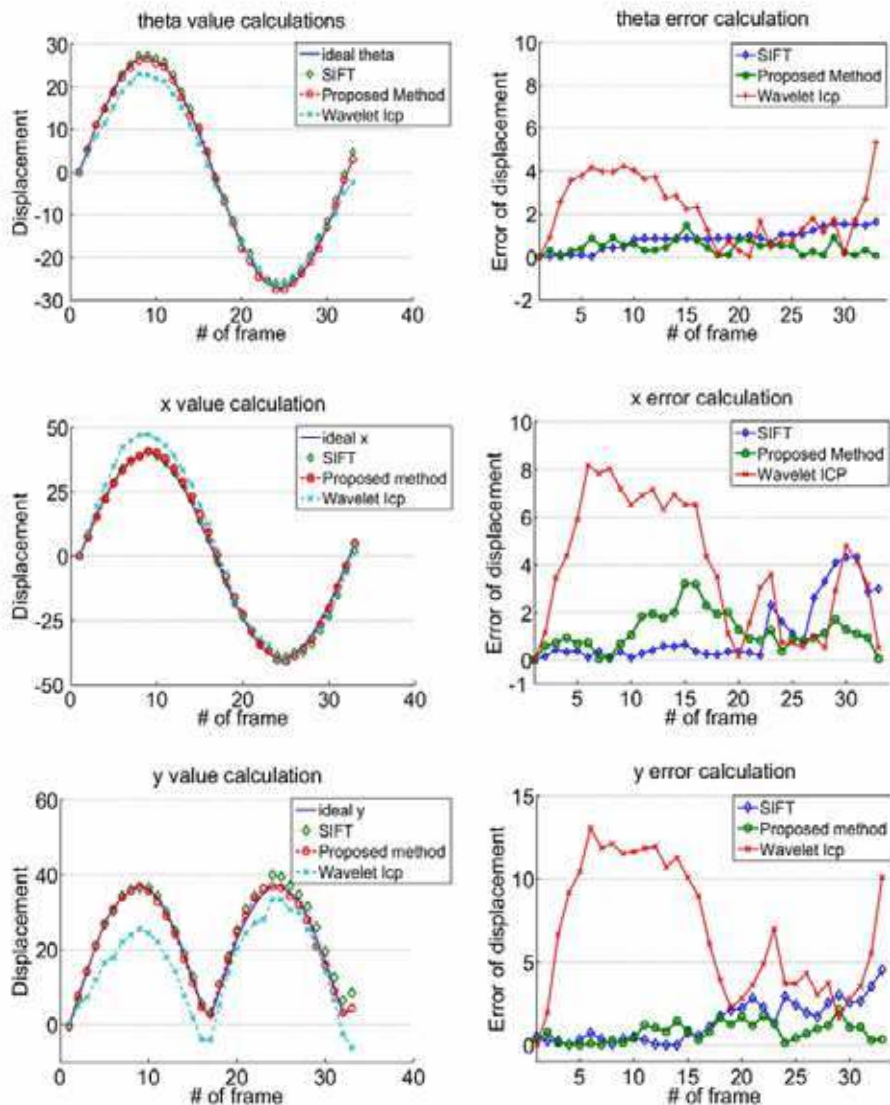 theta value calculations
30
20
10
0
-10
-20
-30
0
10
20
30
40
Displacement
# of frame
ideal theta
SIFT
Proposed Method
Wavelet Icp
theta error calculation
10
8
6
4
2
0
-2
5
10
15
20
25
30
Error of displacement
# of frame
SIFT
Proposed Method
Wavelet Icp
x value calculation
50
25
0
-25
-50
0
10
20
30
40
Displacement
# of frame
ideal x
SIFT
Proposed method
Wavelet Icp
x error calculation
10
8
6
4
2
0
-1
5
10
15
20
25
30
Error of displacement
# of frame
SIFT
Proposed Method
Wavelet ICP
y value calculation
60
40
20
0
0
10
20
30
40
Displacement
# of frame
ideal y
SIFT
Proposed method
Wavelet Icp
y error calculation
15
10
5
0
5
10
15
20
25
30
Error of displacement
# of frame
SIFT
Proposed method
Wavelet Icp